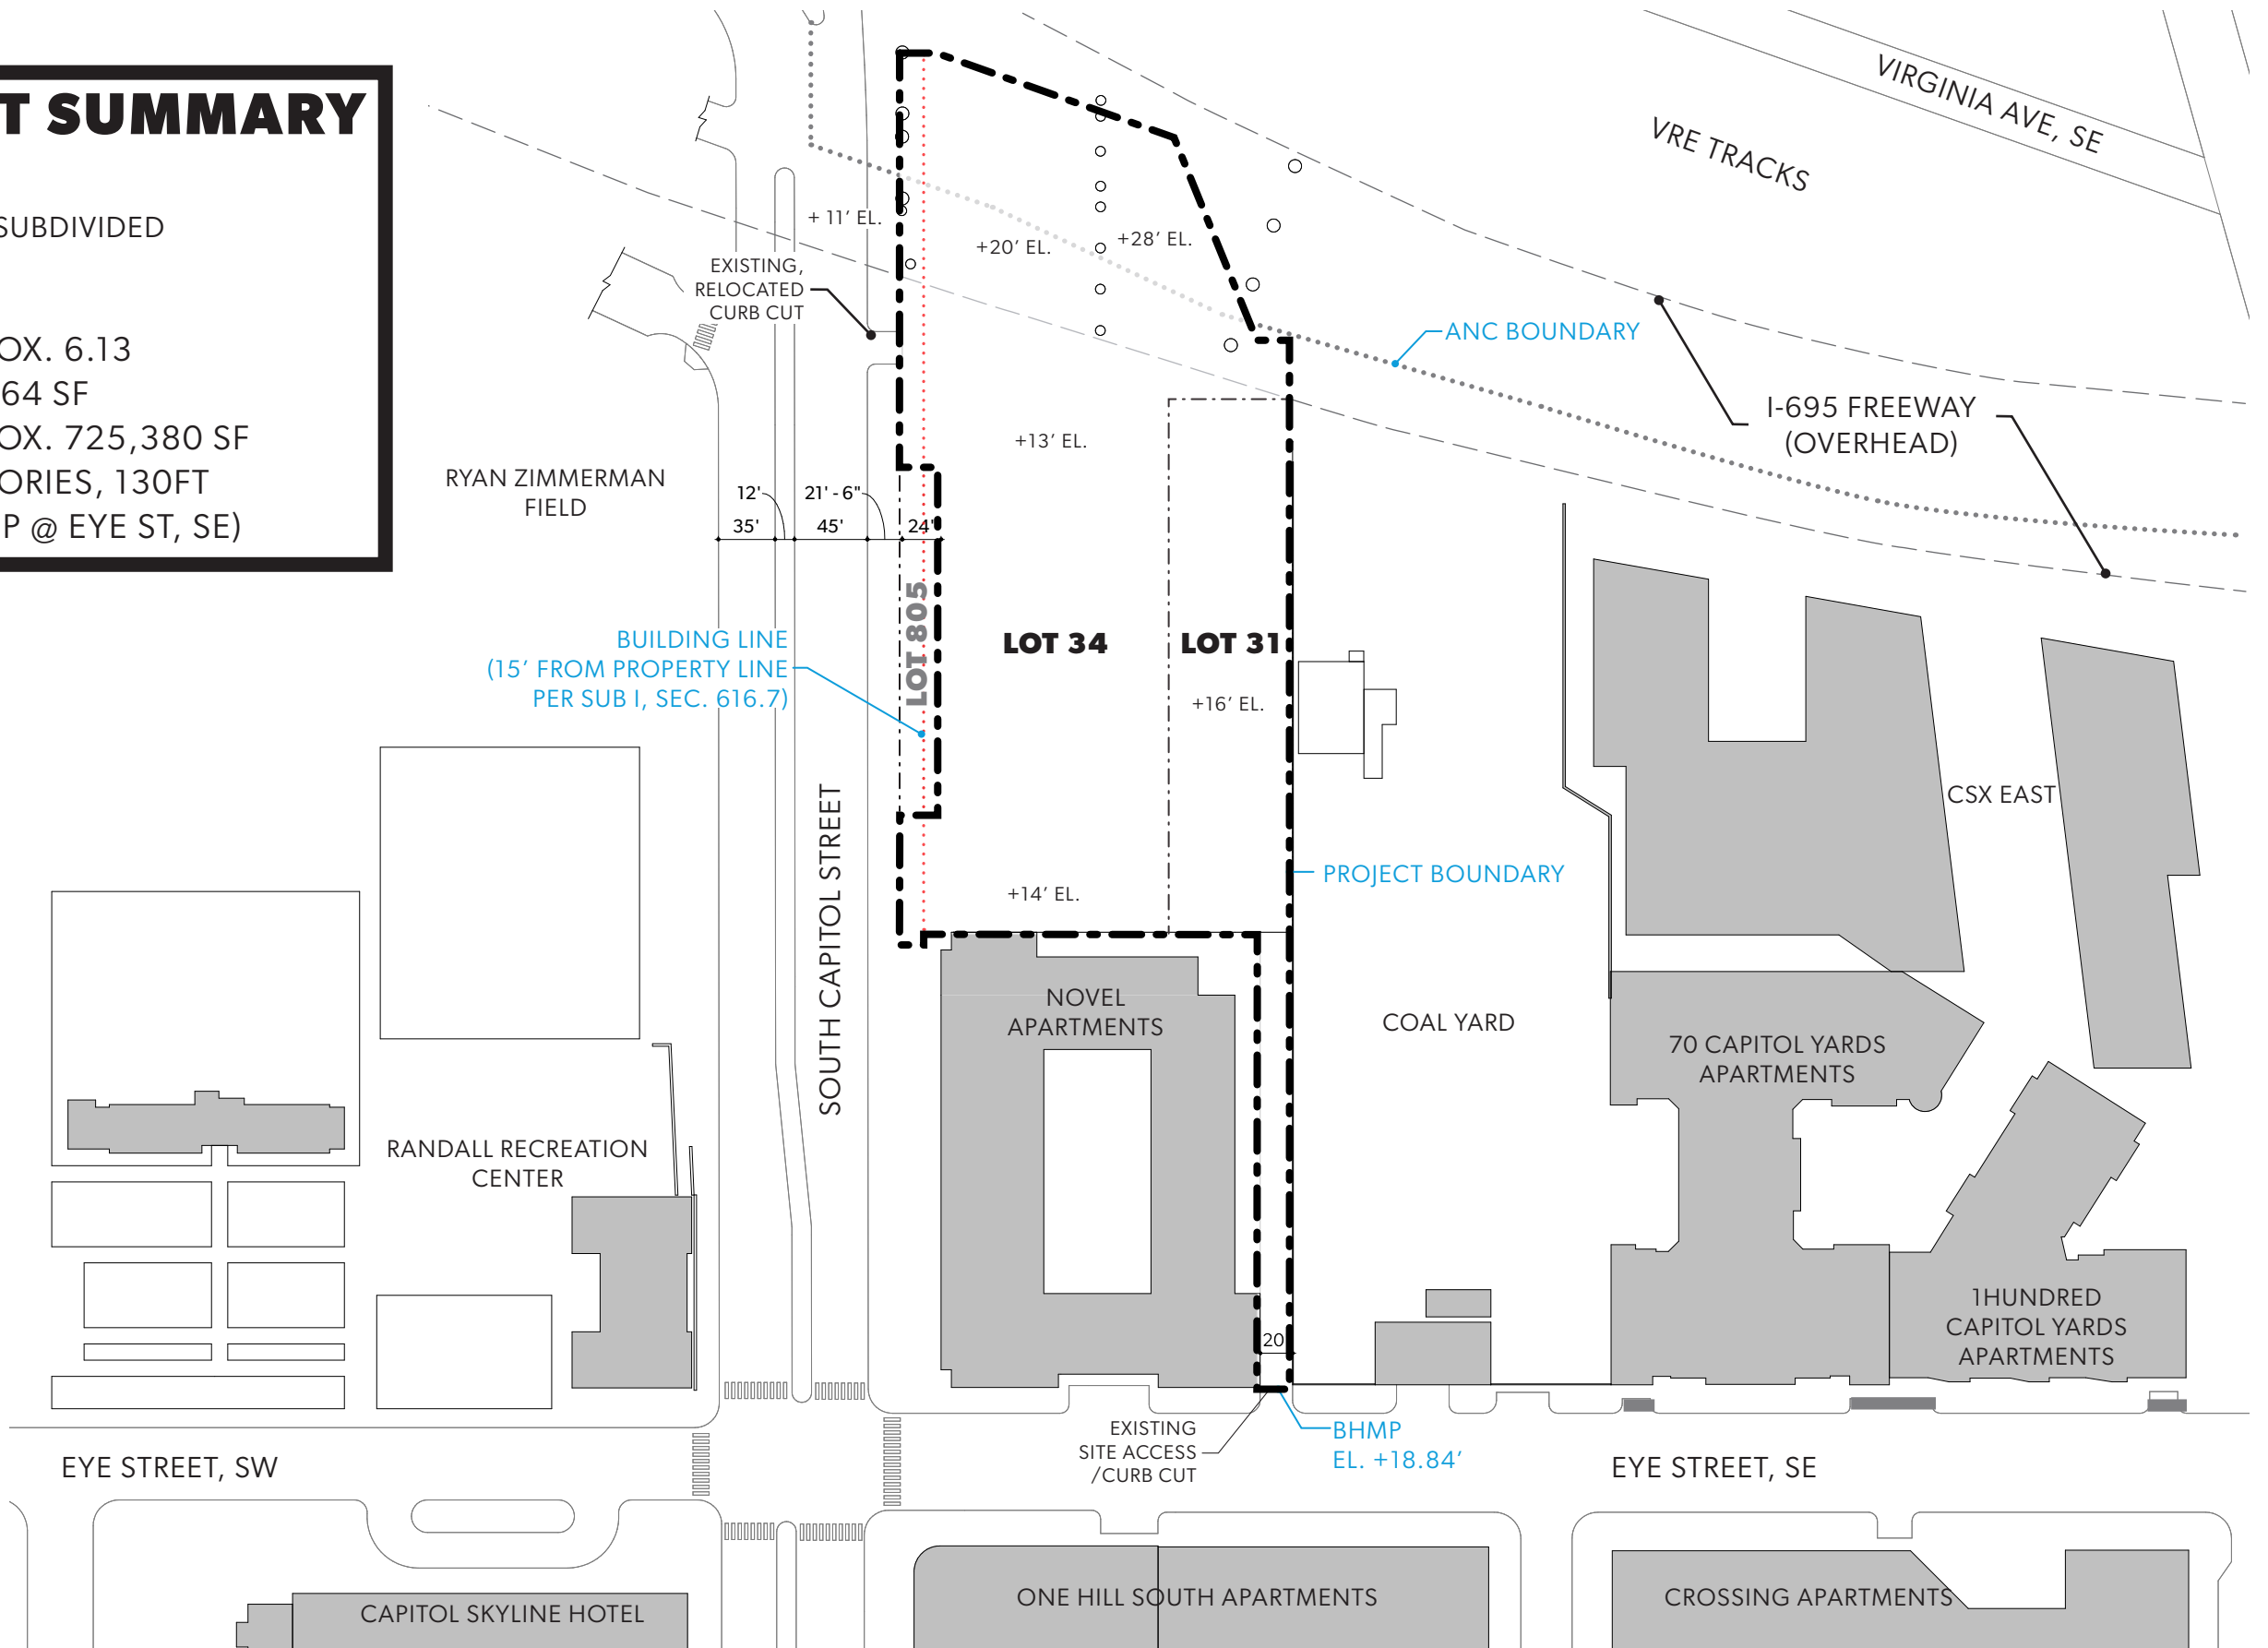 T SUMMARY
SUBDIVIDED
OX. 6.13
64 SF
OX. 725,380 SF
ORIES, 130FT
P @ EYE ST, SE)
VIRGINIA AVE, SE
VRE TRACKS
+ 11’ EL.
+20’ EL.
+28’ EL.
EXISTING,
RELOCATED
CURB CUT
ANC BOUNDARY
I-695 FREEWAY
(OVERHEAD)
+13’ EL.
RYAN ZIMMERMAN
FIELD
12'
21' - 6"
35'
45'
24'
LOT 805
BUILDING LINE
(15’ FROM PROPERTY LINE
PER SUB I, SEC. 616.7)
LOT 34
LOT 31
+16’ EL.
CSX EAST
SOUTH CAPITOL STREET
PROJECT BOUNDARY
+14’ EL.
NOVEL
APARTMENTS
COAL YARD
70 CAPITOL YARDS
APARTMENTS
RANDALL RECREATION
CENTER
1HUNDRED
CAPITOL YARDS
APARTMENTS
20
EXISTING
SITE ACCESS
/CURB CUT
BHMP
EL. +18.84’
EYE STREET, SW
EYE STREET, SE
CAPITOL SKYLINE HOTEL
ONE HILL SOUTH APARTMENTS
CROSSING APARTMENTS